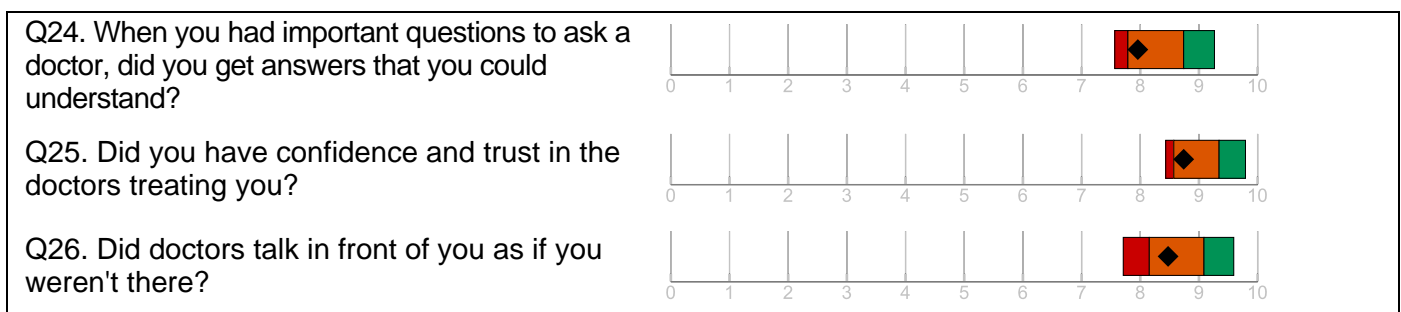 Q24. When you had important questions to ask a
doctor, did you get answers that you could
understand?
0 1 2 3 4 5 6 7 8 9 10
Q25. Did you have confidence and trust in the
doctors treating you?
0 1 2 3 4 5 6 7 8 9 10
Q26. Did doctors talk in front of you as if you
weren't there?
0 1 2 3 4 5 6 7 8 9 10